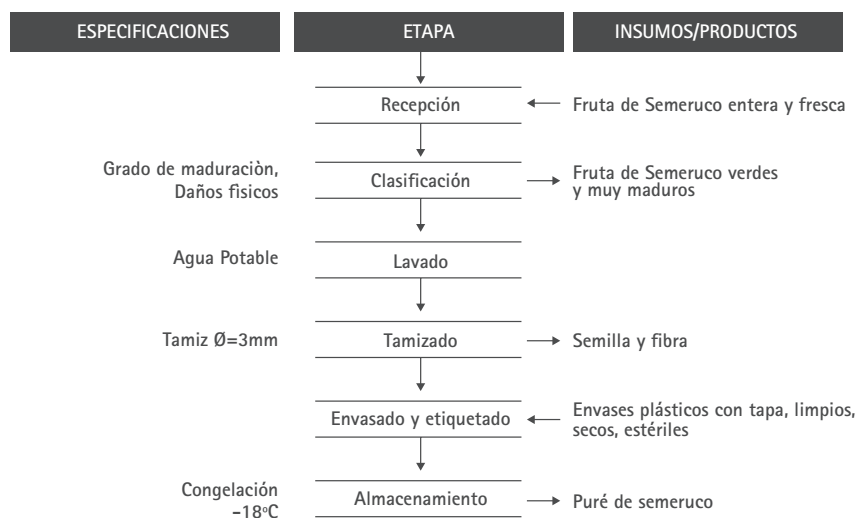 ESPECIFICACIONES
ETAPA
INSUMOS/PRODUCTOS
Recepción
Fruta de Semeruco entera y fresca
Grado de maduraciòn,
Daños fìsicos
Clasificación
Fruta de Semeruco verdes
y muy maduros
Agua Potable
Lavado
Tamiz Ø=3mm
Tamizado
Semilla y fibra
Envasado y etiquetado
Envases plásticos con tapa, limpios,
secos, estériles
Congelación
-18ºC
Almacenamiento
Puré de semeruco